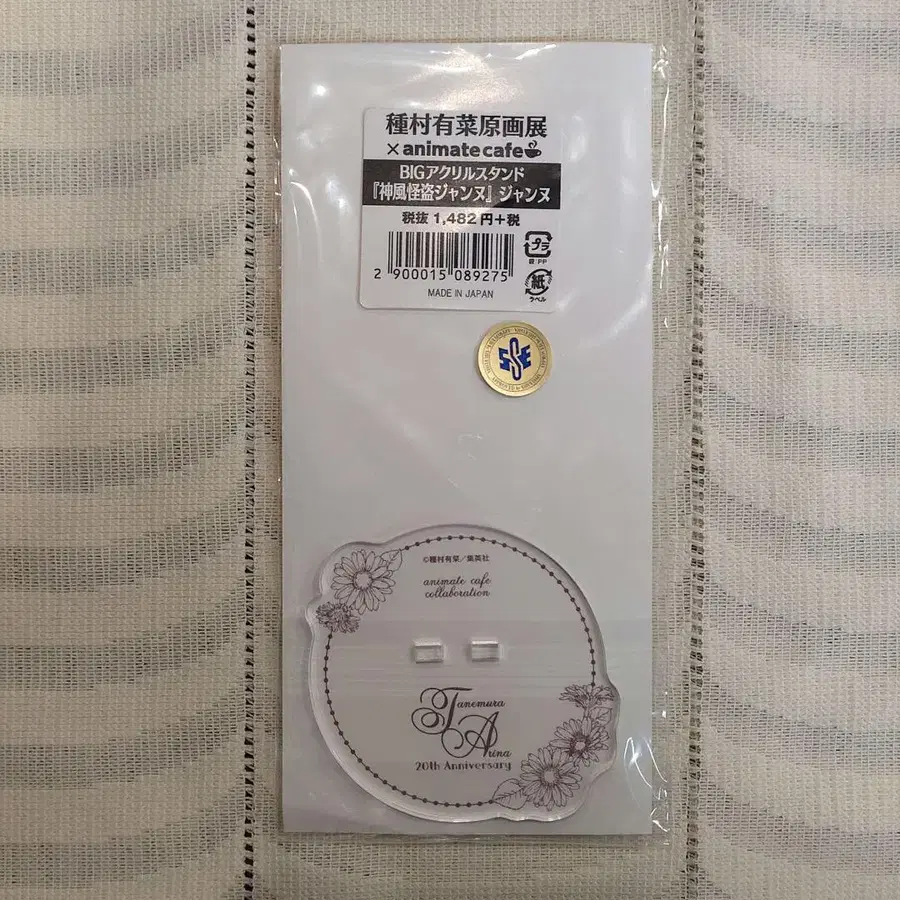 種村有菜原画展
×animatecafe
BIGアクリルスタンド
『神風怪盗ジャンヌ』ジャンヌ
税抜 1,482円+税
プラ
袋:PP
2 900015 089275
紙
ラベル
MADE IN JAPAN
SSE
©種村有菜/集英社
animate cafe
collaboration
Tanemura
Arina
20th Anniversary